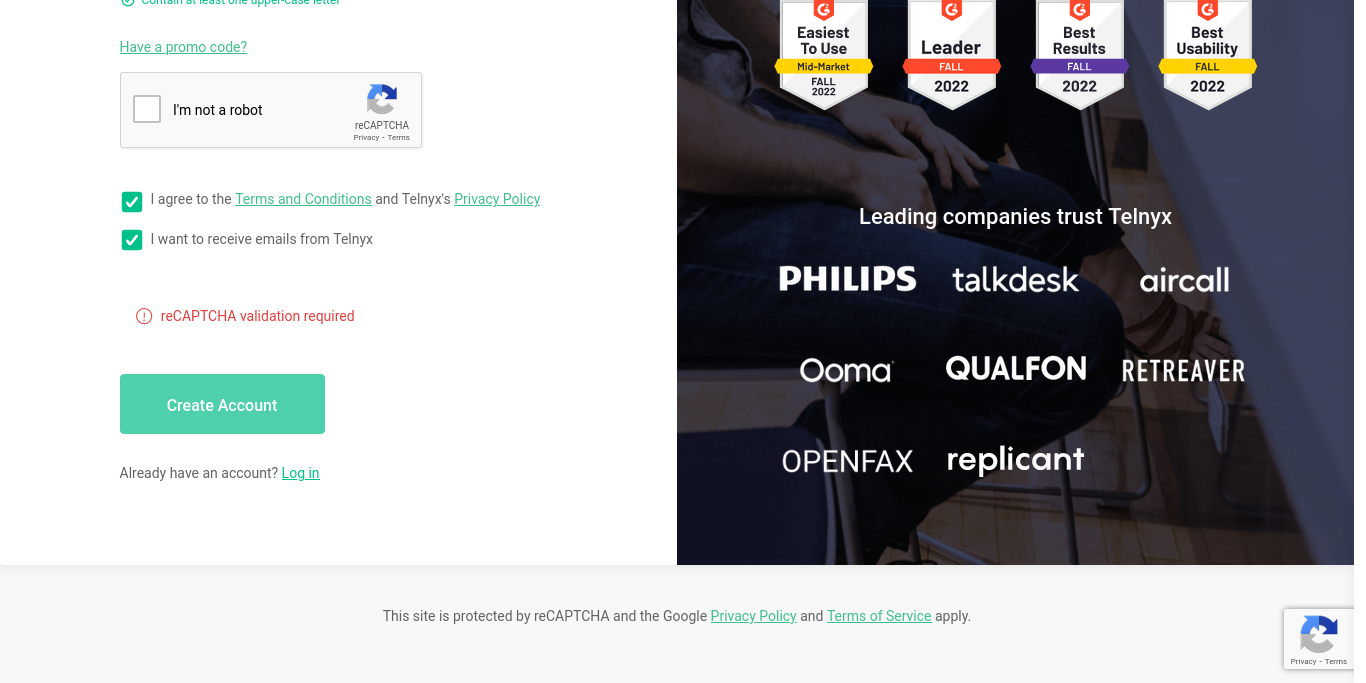 Contain at least one upper-case letter
Have a promo code?
I'm not a robot
reCAPTCHA
Privacy - Terms
I agree to the Terms and Conditions and Telnyx's Privacy Policy
I want to receive emails from Telnyx
reCAPTCHA validation required
Create Account
Already have an account? Log in
Easiest
To Use
Mid-Market
FALL
2022
Leader
FALL
2022
Best
Results
FALL
2022
Best
Usability
FALL
2022
Leading companies trust Telnyx
PHILIPS talkdesk aircall
Ooma QUALFON RETREAVER
OPENFAX replicant
This site is protected by reCAPTCHA and the Google Privacy Policy and Terms of Service apply.
Privacy - Terms